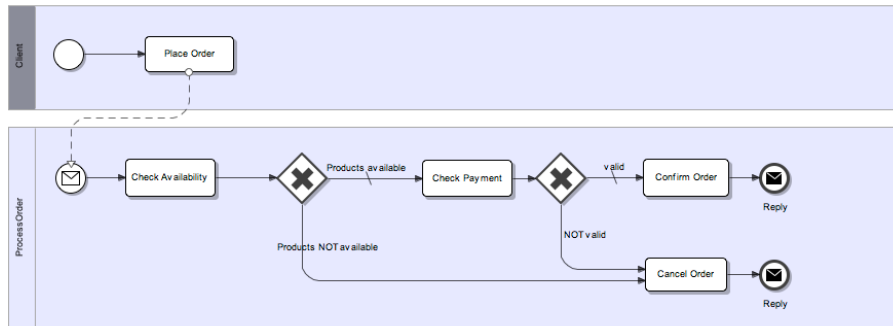 Client
Place Order
ProcessOrder
Check Availability
Products available
Check Payment
valid
Confirm Order
Reply
Products NOT available
NOT valid
Cancel Order
Reply